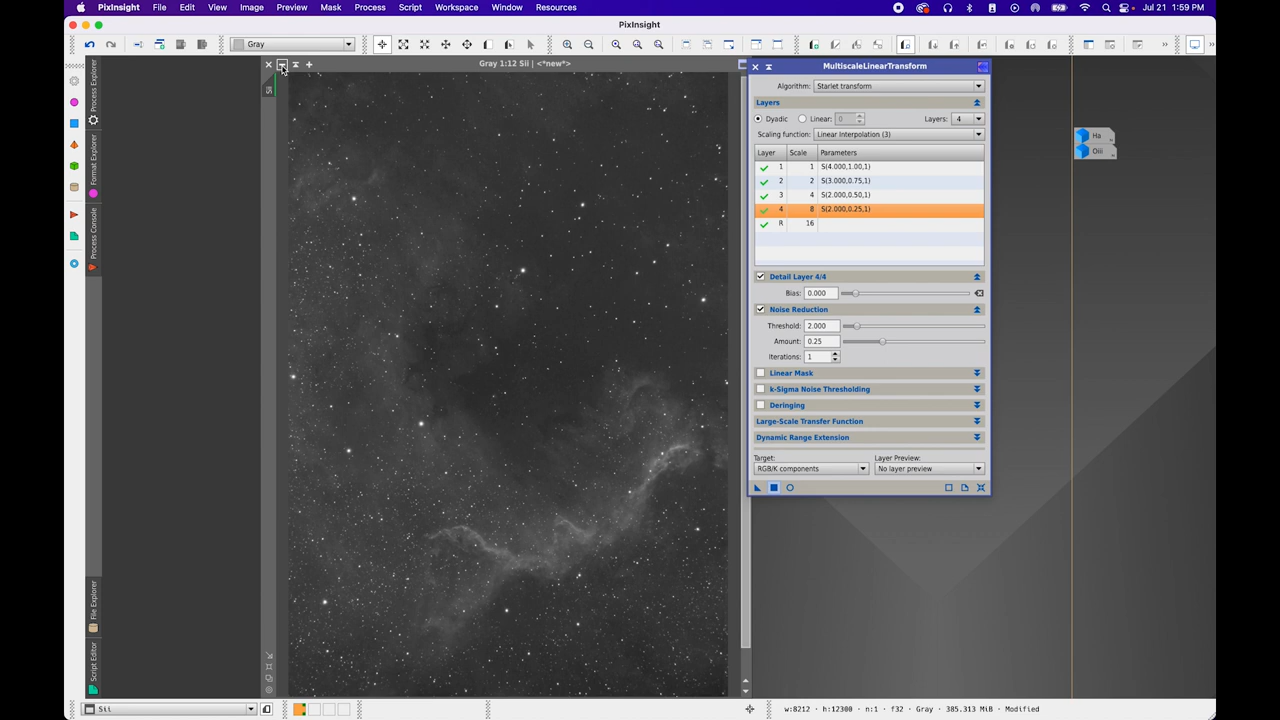 PixInsight File Edit View Image Preview Mask Process Script Workspace Window Resources Jul 21 1:59 PM
PixInsight
Gray
Gray 1:12 Sii | <*new*>
Sii
Process Explorer
Format Explorer
Process Console
File Explorer
Script Editor
MultiscaleLinearTransform
Algorithm: Starlet transform
Layers
Dyadic Linear: 0 Layers: 4
Scaling function: Linear Interpolation (3)
Layer Scale Parameters
1 1 S(4.000,1.00,1)
2 2 S(3.000,0.75,1)
3 4 S(2.000,0.50,1)
4 8 S(2.000,0.25,1)
R 16
Detail Layer 4/4
Bias: 0.000
Noise Reduction
Threshold: 2.000
Amount: 0.25
Iterations: 1
Linear Mask
k-Sigma Noise Thresholding
Deringing
Large-Scale Transfer Function
Dynamic Range Extension
Target: Layer Preview:
RGB/K components No layer preview
Ha
Oiii
Sii
w:8212 · h:12300 · n:1 · f32 · Gray · 385.313 MiB · Modified